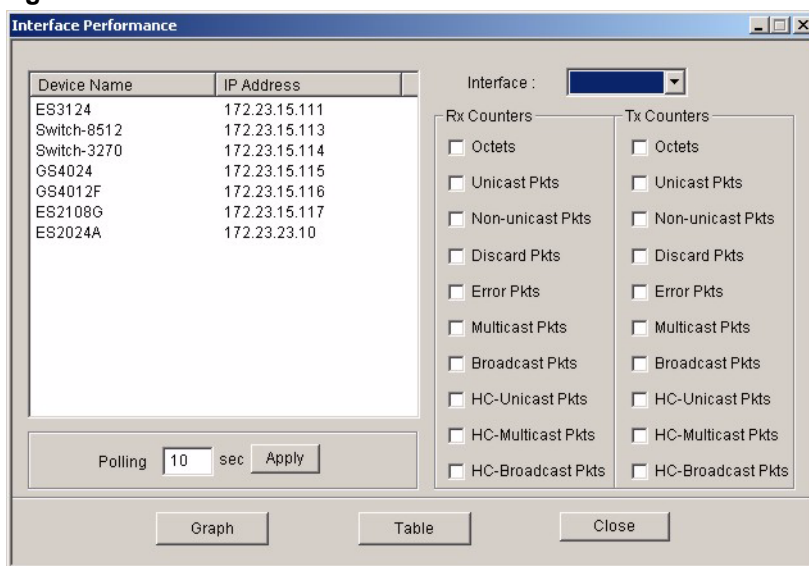 Interface Performance
Device Name IP Address
ES3124 172.23.15.111
Switch-8512 172.23.15.113
Switch-3270 172.23.15.114
GS4024 172.23.15.115
GS4012F 172.23.15.116
ES2108G 172.23.15.117
ES2024A 172.23.23.10
Polling 10 sec Apply
Interface :
Rx Counters
Octets
Unicast Pkts
Non-unicast Pkts
Discard Pkts
Error Pkts
Multicast Pkts
Broadcast Pkts
HC-Unicast Pkts
HC-Multicast Pkts
HC-Broadcast Pkts
Tx Counters
Octets
Unicast Pkts
Non-unicast Pkts
Discard Pkts
Error Pkts
Multicast Pkts
Broadcast Pkts
HC-Unicast Pkts
HC-Multicast Pkts
HC-Broadcast Pkts
Graph Table Close